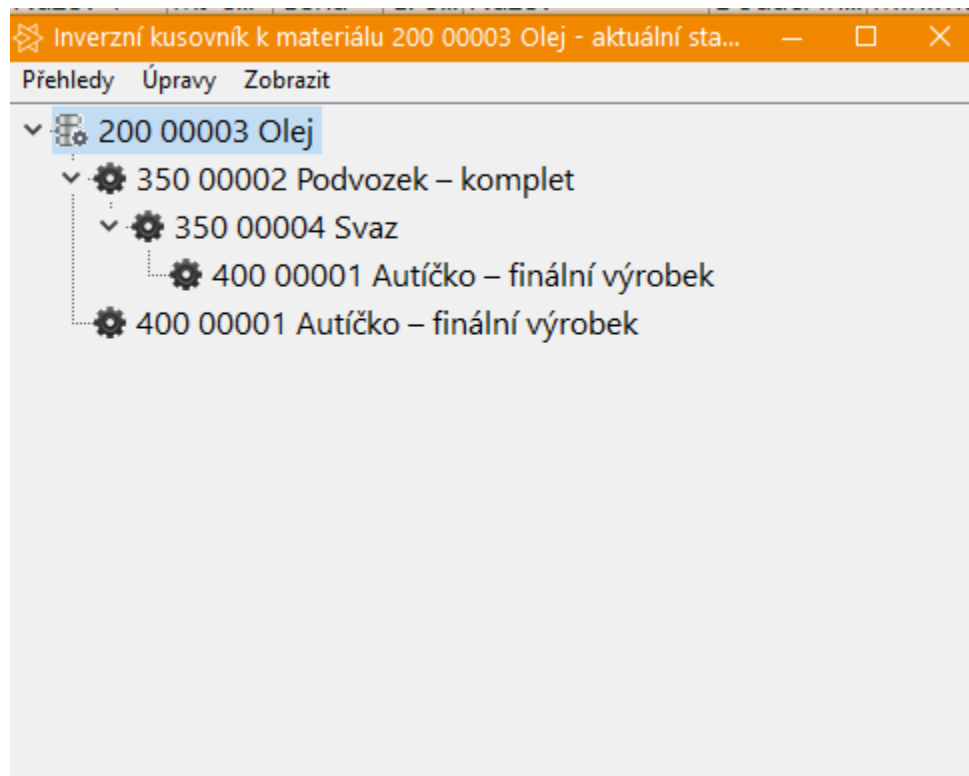 Inverzní kusovník k materiálu 200 00003 Olej - aktuální sta...
Přehledy Úpravy Zobrazit
200 00003 Olej
350 00002 Podvozek – komplet
350 00004 Svaz
400 00001 Autíčko – finální výrobek
400 00001 Autíčko – finální výrobek